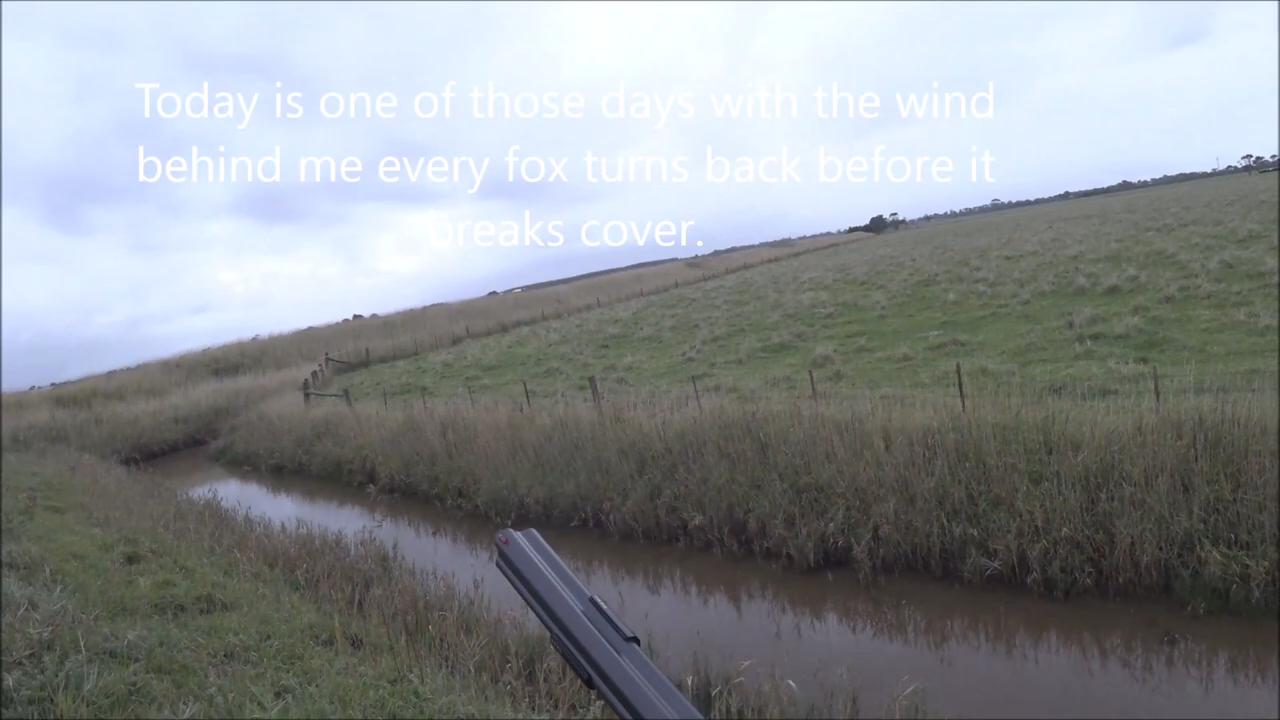 Today is one of those days with the wind
behind me every fox turns back before it
breaks cover.